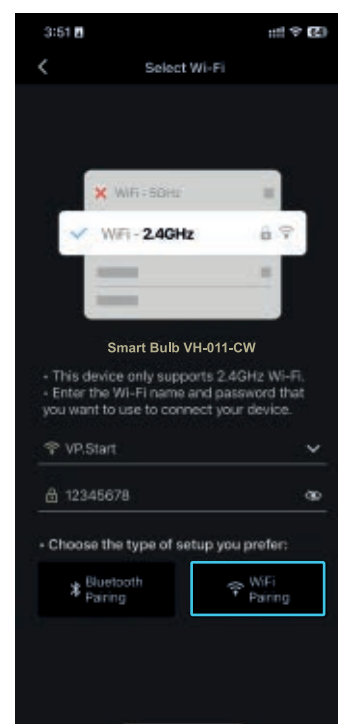 3:51
Select Wi-Fi
WiFi - 5GHz
WiFi - 2.4GHz
Smart Bulb VH-011-CW
- This device only supports 2.4GHz Wi-Fi.
- Enter the Wi-Fi name and password that
you want to use to connect your device.
VP.Start
12345678
- Choose the type of setup you prefer:
Bluetooth
Pairing
WiFi
Pairing